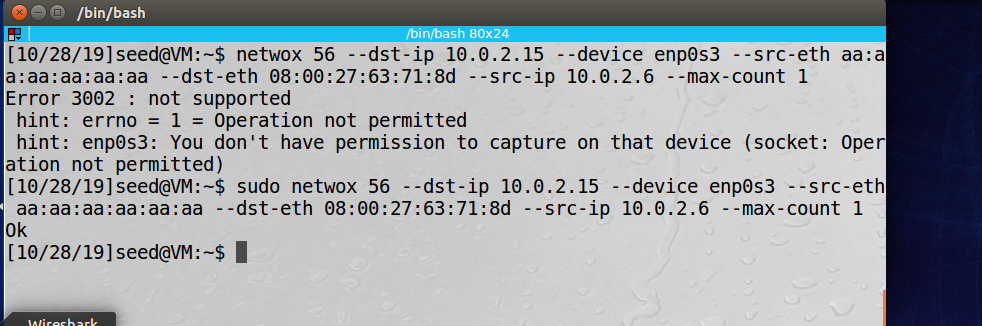 /bin/bash
/bin/bash 80x24
[10/28/19]seed@VM:~$ netwox 56 --dst-ip 10.0.2.15 --device enp0s3 --src-eth aa:a
a:aa:aa:aa:aa --dst-eth 08:00:27:63:71:8d --src-ip 10.0.2.6 --max-count 1
Error 3002 : not supported
 hint: errno = 1 = Operation not permitted
 hint: enp0s3: You don't have permission to capture on that device (socket: Oper
ation not permitted)
[10/28/19]seed@VM:~$ sudo netwox 56 --dst-ip 10.0.2.15 --device enp0s3 --src-eth
 aa:aa:aa:aa:aa:aa --dst-eth 08:00:27:63:71:8d --src-ip 10.0.2.6 --max-count 1
Ok
[10/28/19]seed@VM:~$
Wireshark